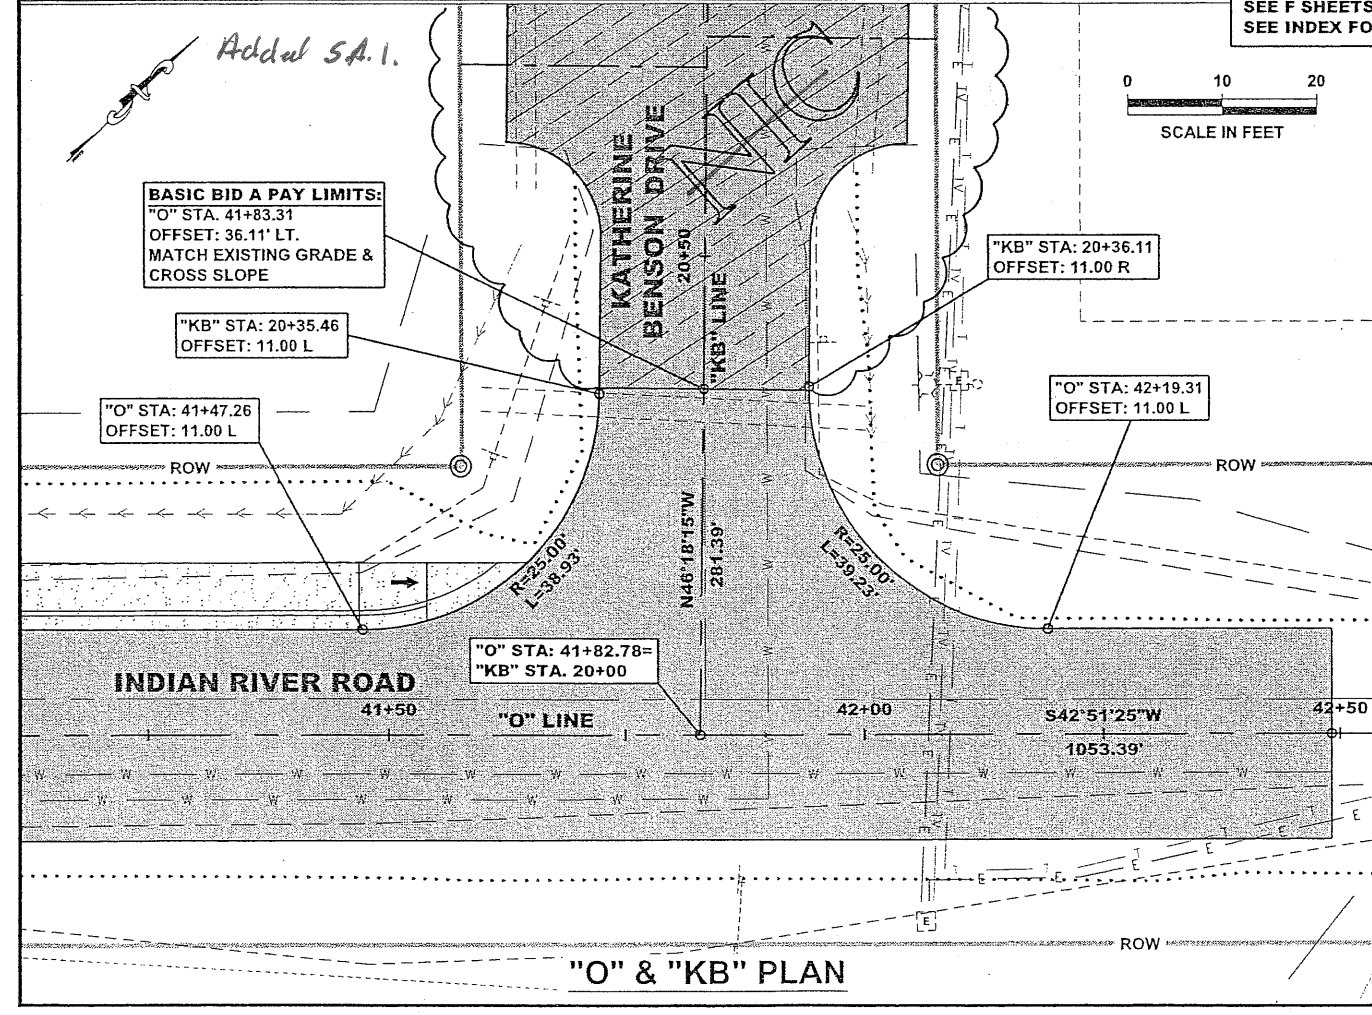 SEE F SHEETS
SEE INDEX FO
Added S.A.1.
0 10 20
SCALE IN FEET
NIC
KATHERINE
BENSON DRIVE
20+50
"KB" LINE
BASIC BID A PAY LIMITS:
"O" STA. 41+83.31
OFFSET: 36.11' LT.
MATCH EXISTING GRADE &
CROSS SLOPE
"KB" STA: 20+36.11
OFFSET: 11.00 R
"KB" STA: 20+35.46
OFFSET: 11.00 L
"O" STA: 41+47.26
OFFSET: 11.00 L
"O" STA: 42+19.31
OFFSET: 11.00 L
ROW
ROW
R=25.00'
L=38.93'
N46°18'15"W
281.39'
R=25.00'
L=39.23'
"O" STA: 41+82.78=
"KB" STA. 20+00
INDIAN RIVER ROAD
41+50
"O" LINE
42+00
S42°51'25"W
1053.39'
42+50
ROW
"O" & "KB" PLAN